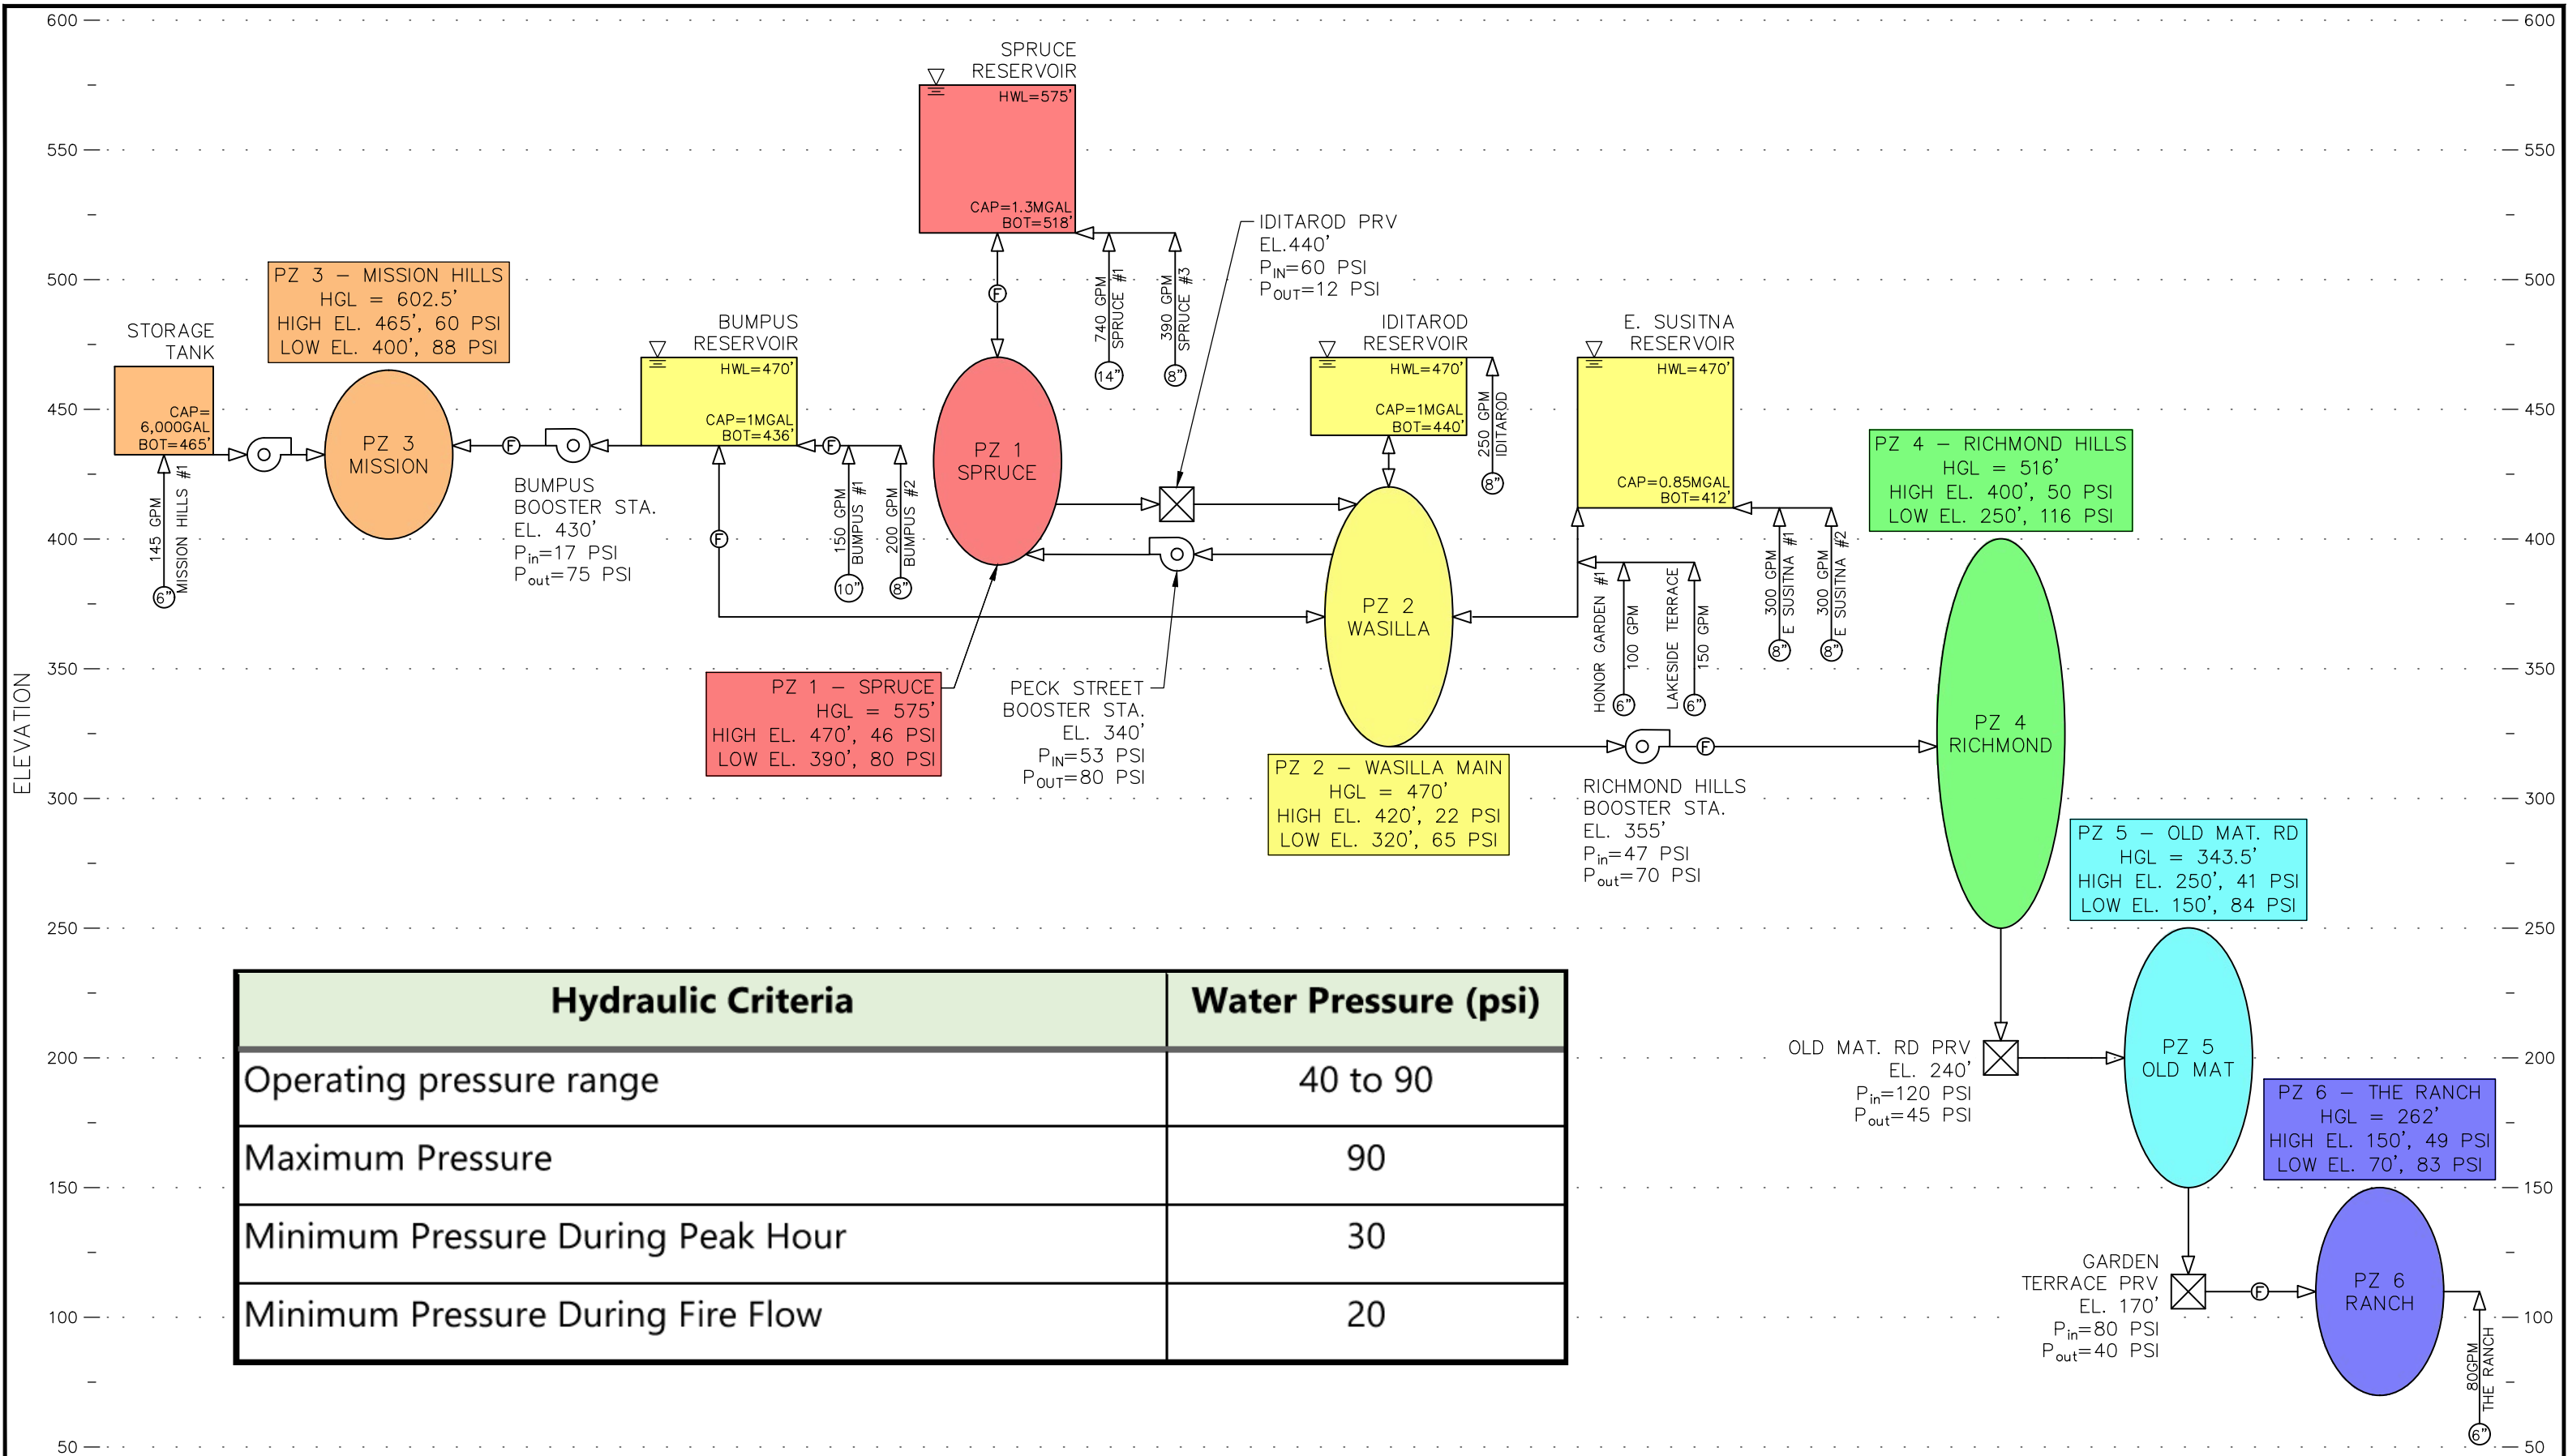 600
600
550
550
500
500
450
450
400
400
350
350
300
300
250
250
200
200
150
150
100
100
50
50
ELEVATION
STORAGE
TANK
CAP=
6,000GAL
BOT=465'
145 GPM
MISSION HILLS #1
6"
PZ 3 – MISSION HILLS
HGL = 602.5'
HIGH EL. 465', 60 PSI
LOW EL. 400', 88 PSI
PZ 3
MISSION
F
BUMPUS
BOOSTER STA.
EL. 430'
Pin=17 PSI
Pout=75 PSI
BUMPUS
RESERVOIR
HWL=470'
CAP=1MGAL
BOT=436'
F
F
150 GPM
BUMPUS #1
10"
200 GPM
BUMPUS #2
8"
SPRUCE
RESERVOIR
HWL=575'
CAP=1.3MGAL
BOT=518'
F
740 GPM
SPRUCE #1
14"
390 GPM
SPRUCE #3
8"
PZ 1
SPRUCE
PZ 1 – SPRUCE
HGL = 575'
HIGH EL. 470', 46 PSI
LOW EL. 390', 80 PSI
IDITAROD PRV
EL.440'
PIN=60 PSI
POUT=12 PSI
PECK STREET
BOOSTER STA.
EL. 340'
PIN=53 PSI
POUT=80 PSI
IDITAROD
RESERVOIR
HWL=470'
CAP=1MGAL
BOT=440'
250 GPM
IDITAROD
8"
PZ 2
WASILLA
PZ 2 – WASILLA MAIN
HGL = 470'
HIGH EL. 420', 22 PSI
LOW EL. 320', 65 PSI
E. SUSITNA
RESERVOIR
HWL=470'
CAP=0.85MGAL
BOT=412'
HONOR GARDEN #1
100 GPM
6"
LAKESIDE TERRACE
150 GPM
6"
300 GPM
E SUSITNA #1
8"
300 GPM
E SUSITNA #2
8"
F
RICHMOND HILLS
BOOSTER STA.
EL. 355'
Pin=47 PSI
Pout=70 PSI
PZ 4 – RICHMOND HILLS
HGL = 516'
HIGH EL. 400', 50 PSI
LOW EL. 250', 116 PSI
PZ 4
RICHMOND
PZ 5 – OLD MAT. RD
HGL = 343.5'
HIGH EL. 250', 41 PSI
LOW EL. 150', 84 PSI
OLD MAT. RD PRV
EL. 240'
Pin=120 PSI
Pout=45 PSI
PZ 5
OLD MAT
PZ 6 – THE RANCH
HGL = 262'
HIGH EL. 150', 49 PSI
LOW EL. 70', 83 PSI
GARDEN
TERRACE PRV
EL. 170'
Pin=80 PSI
Pout=40 PSI
F
PZ 6
RANCH
80GPM
THE RANCH
6"
Hydraulic Criteria Water Pressure (psi)
Operating pressure range 40 to 90
Maximum Pressure 90
Minimum Pressure During Peak Hour 30
Minimum Pressure During Fire Flow 20